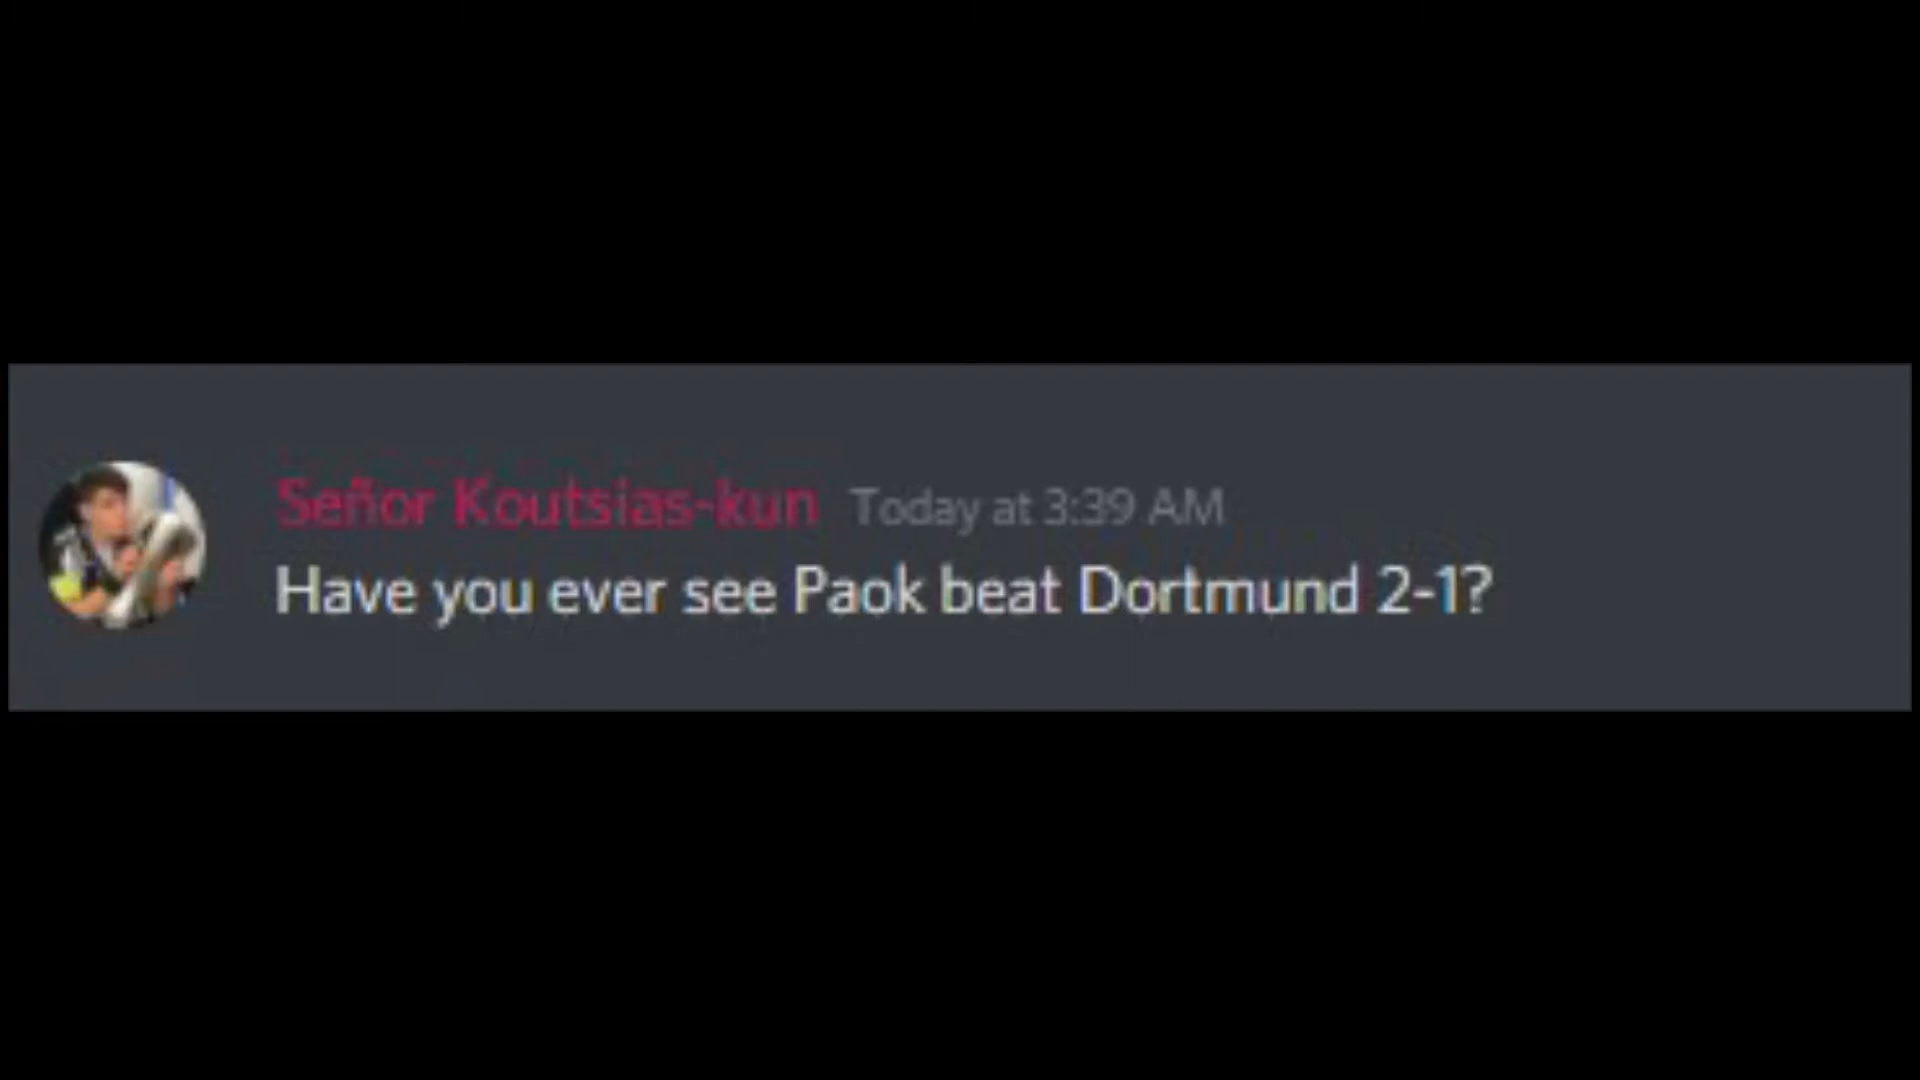 Señor Koutsias-kun Today at 3:39 AM
Have you ever see Paok beat Dortmund 2-1?